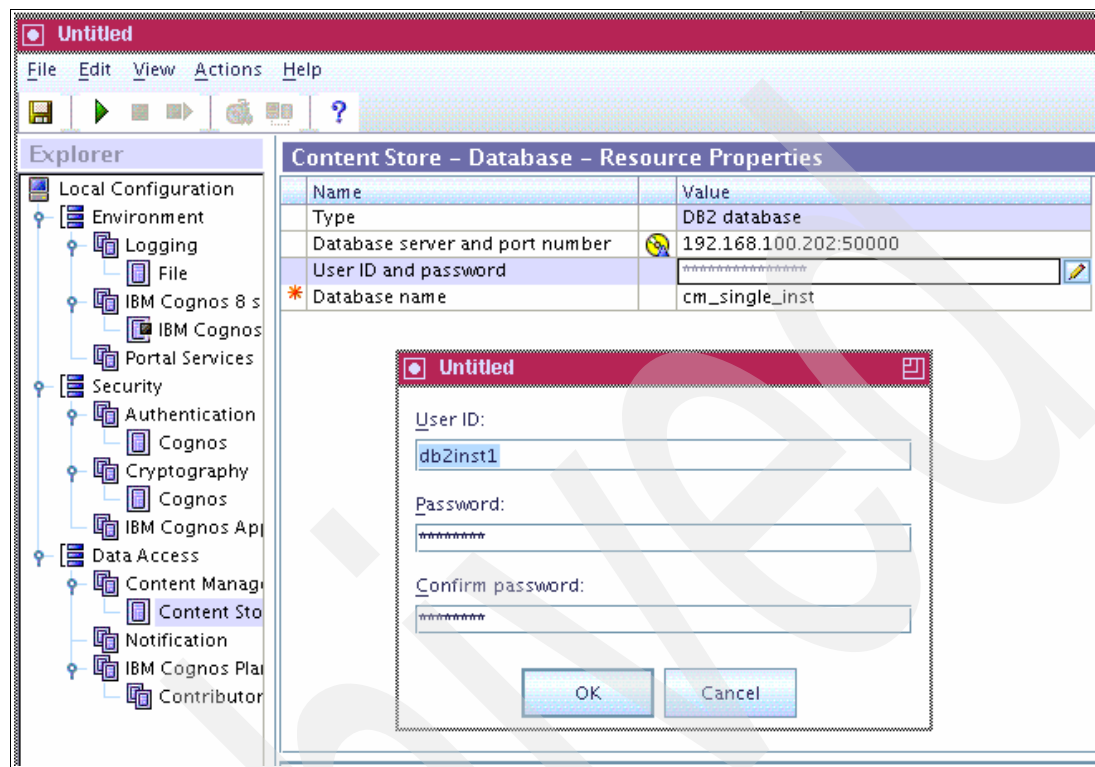 Untitled
File Edit View Actions Help
?
Explorer
Local Configuration
Environment
Logging
File
IBM Cognos 8 s
IBM Cognos
Portal Services
Security
Authentication
Cognos
Cryptography
Cognos
IBM Cognos App
Data Access
Content Manag
Content Sto
Notification
IBM Cognos Plan
Contributor
Content Store – Database – Resource Properties
Name Value
Type DB2 database
Database server and port number 192.168.100.202:50000
User ID and password ***************
* Database name cm_single_inst
Untitled
User ID:
db2inst1
Password:
********
Confirm password:
********
OK Cancel
hived